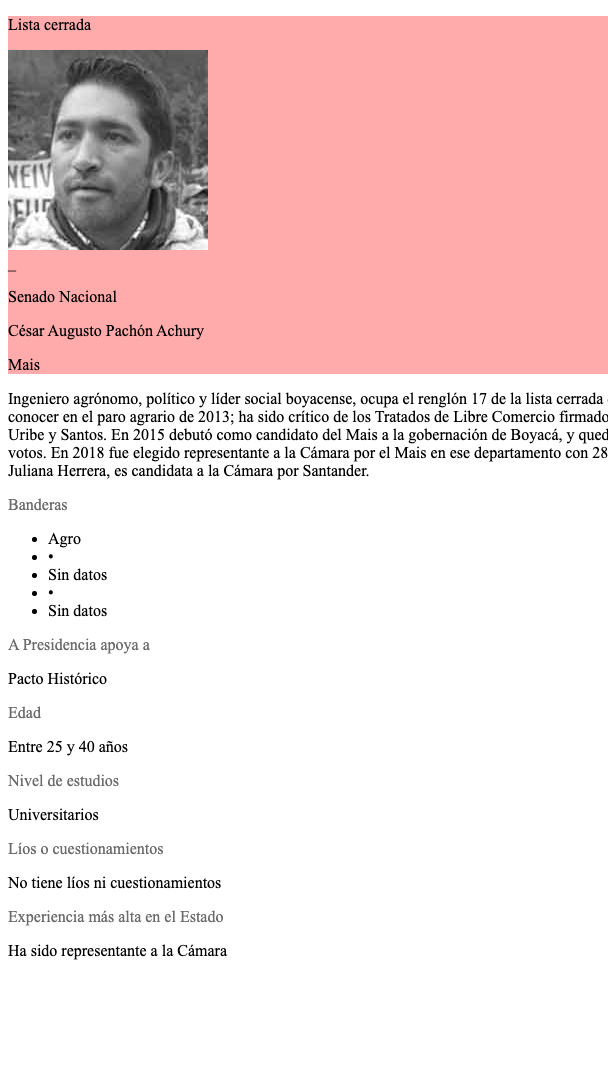 Lista cerrada
NEIV
_
Senado Nacional
César Augusto Pachón Achury
Mais
Ingeniero agrónomo, político y líder social boyacense, ocupa el renglón 17 de la lista cerrada
conocer en el paro agrario de 2013; ha sido crítico de los Tratados de Libre Comercio firmado
Uribe y Santos. En 2015 debutó como candidato del Mais a la gobernación de Boyacá, y qued
votos. En 2018 fue elegido representante a la Cámara por el Mais en ese departamento con 28
Juliana Herrera, es candidata a la Cámara por Santander.
Banderas
• Agro
• •
• Sin datos
• •
• Sin datos
A Presidencia apoya a
Pacto Histórico
Edad
Entre 25 y 40 años
Nivel de estudios
Universitarios
Líos o cuestionamientos
No tiene líos ni cuestionamientos
Experiencia más alta en el Estado
Ha sido representante a la Cámara